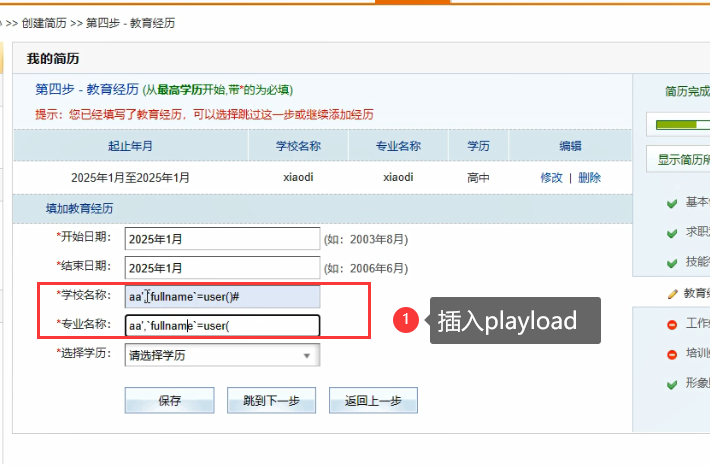 >> 创建简历 >> 第四步 - 教育经历
我的简历
第四步 - 教育经历 (从最高学历开始,带*的为必填)
提示：您已经填写了教育经历，可以选择跳过这一步或继续添加经历
起止年月 学校名称 专业名称 学历 编辑
2025年1月至2025年1月 xiaodi xiaodi 高中 修改 | 删除
填加教育经历
*开始日期： 2025年1月 (如：2003年8月)
*结束日期： 2025年1月 (如：2006年6月)
*学校名称： aa',`fullname`=user()#
*专业名称： aa',`fullname`=user(
*选择学历： 请选择学历
保存 跳到下一步 返回上一步
1 插入playload
简历完成
显示简历所
基本
求职
技能
教育经
工作
培训
形象